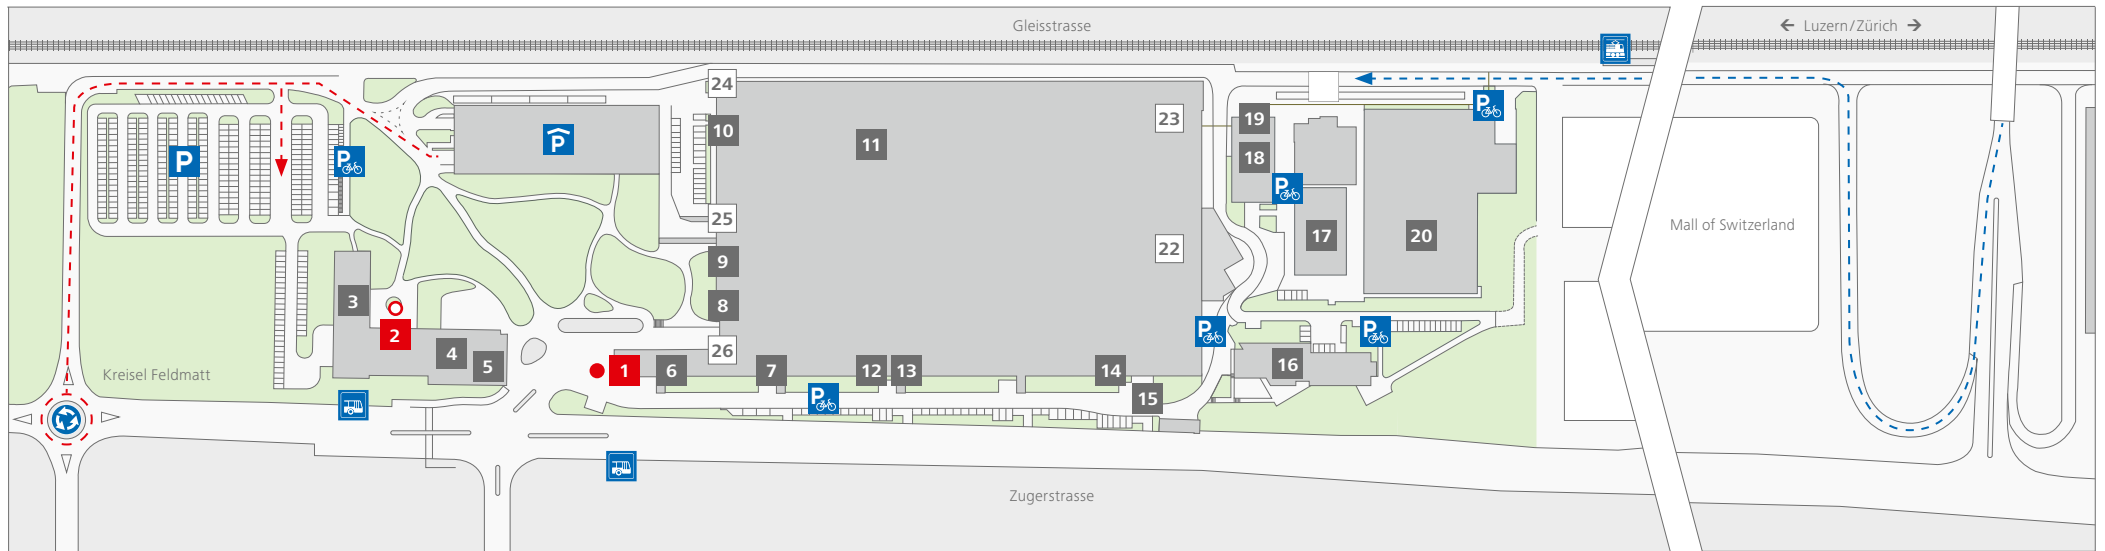 Gleisstrasse
← Luzern/Zürich →
24
23
19
10
P
11
P
P
18
P
P
25
17
20
Mall of Switzerland
22
9
3
8
2
P
P
26
4
5
16
Kreisel Feldmatt
1
6
7
12
13
14
P
15
Zugerstrasse